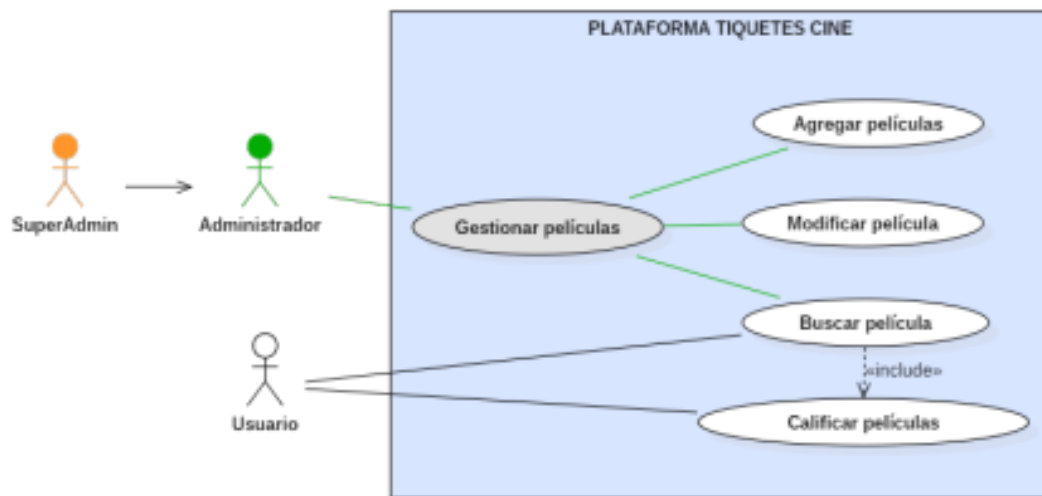 PLATAFORMA TIQUETES CINE
Agregar películas
SuperAdmin
Administrador
Gestionar películas
Modificar película
Buscar película
«include»
Usuario
Calificar películas